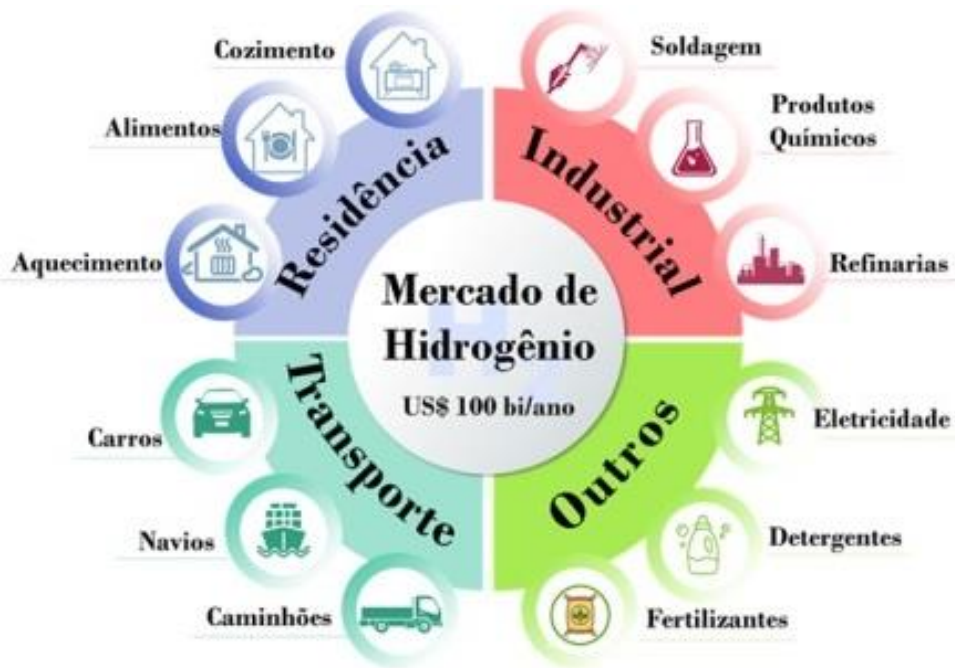 Cozimento
Alimentos
Aquecimento
Residência
Soldagem
Produtos
Químicos
Refinarias
Industrial
Mercado de
Hidrogênio
US$ 100 bi/ano
H2
Transporte
Carros
Navios
Caminhões
Outros
Eletricidade
Detergentes
Fertilizantes